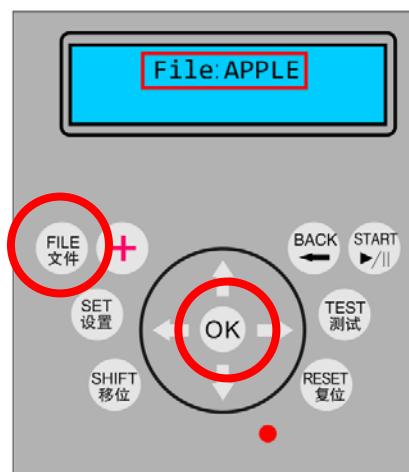 File:APPLE
FILE
文件
+
BACK
START
▶/||
SET
设置
OK
TEST
测试
SHIFT
移位
RESET
复位